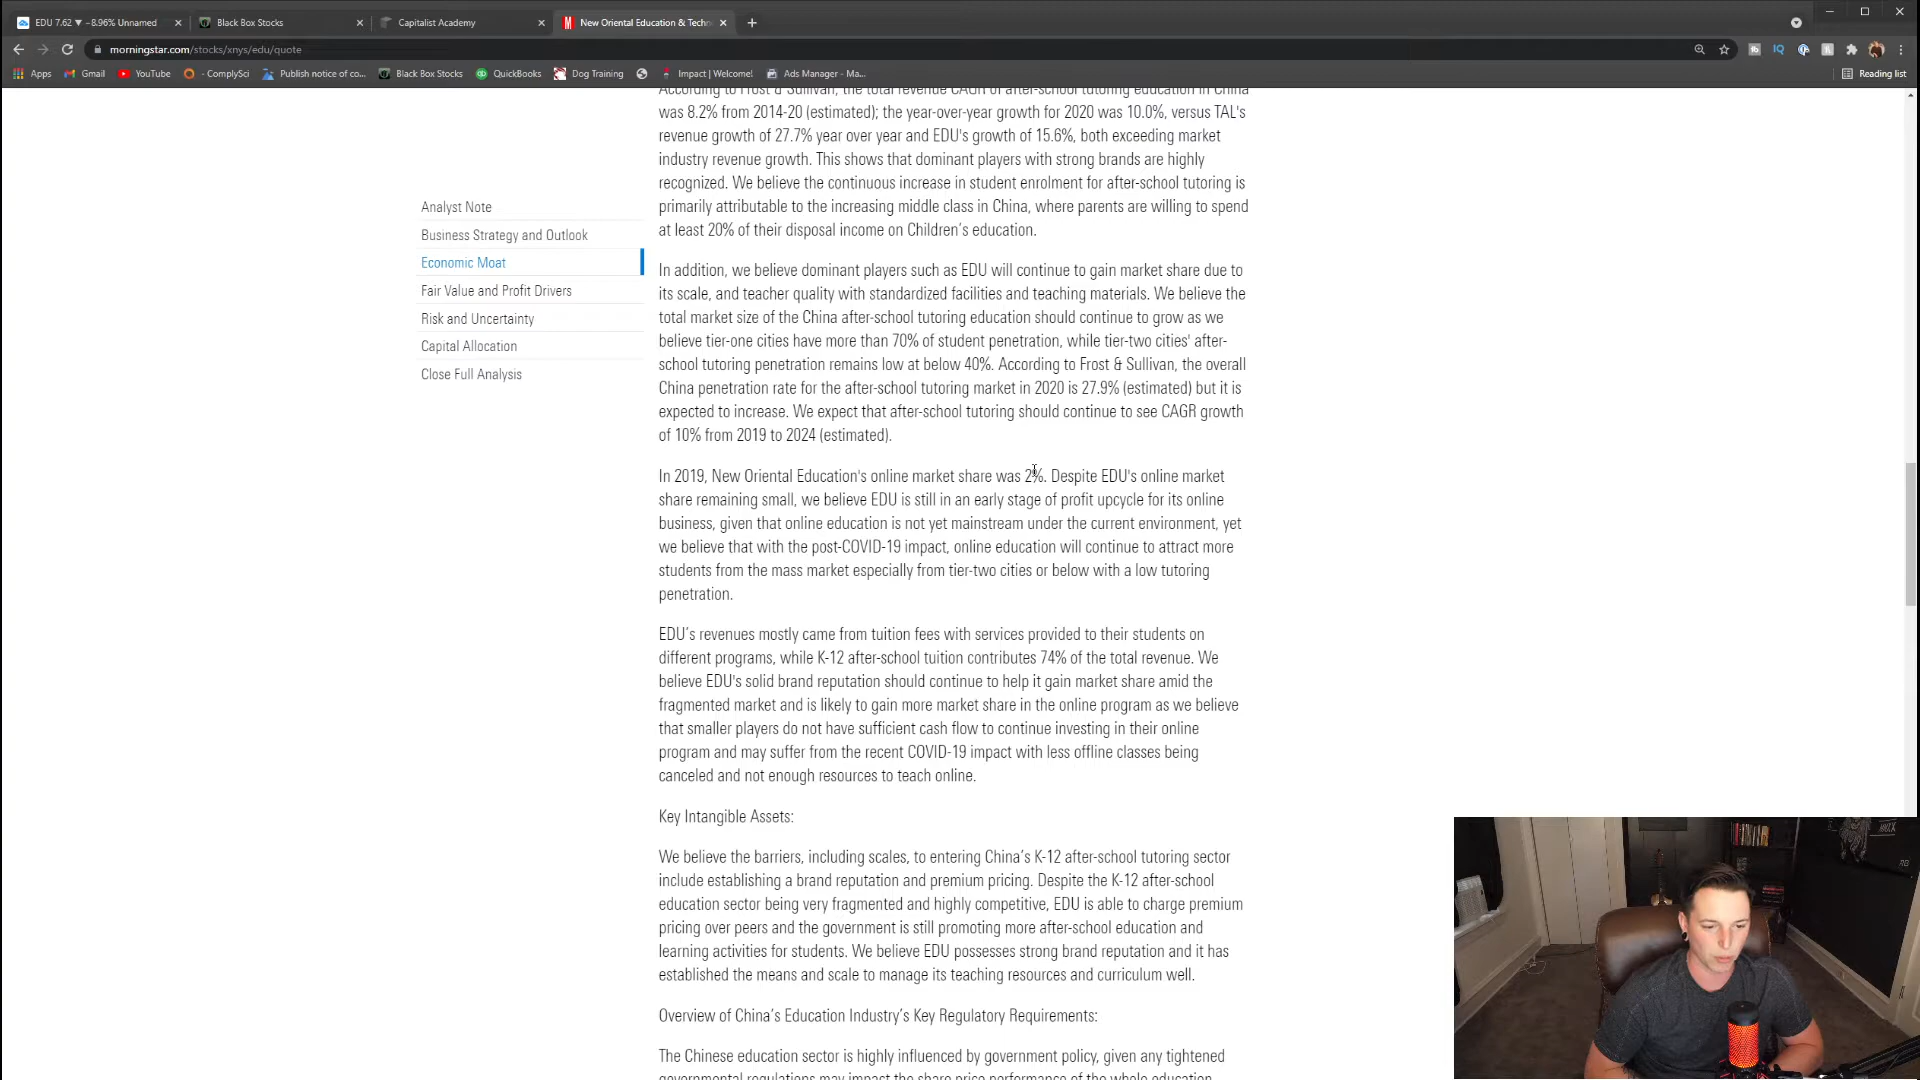 EDU 7.62 ▼ −8.96% Unnamed
Black Box Stocks
Capitalist Academy
New Oriental Education & Techn
morningstar.com/stocks/xnys/edu/quote
Apps
Gmail
YouTube
- ComplySci
Publish notice of co...
Black Box Stocks
QuickBooks
Dog Training
Impact | Welcome!
Ads Manager - Ma...
Reading list
Analyst Note
Business Strategy and Outlook
Economic Moat
Fair Value and Profit Drivers
Risk and Uncertainty
Capital Allocation
Close Full Analysis
According to Frost & Sullivan, the total revenue CAGR of after-school tutoring education in China
was 8.2% from 2014-20 (estimated); the year-over-year growth for 2020 was 10.0%, versus TAL's
revenue growth of 27.7% year over year and EDU's growth of 15.6%, both exceeding market
industry revenue growth. This shows that dominant players with strong brands are highly
recognized. We believe the continuous increase in student enrolment for after-school tutoring is
primarily attributable to the increasing middle class in China, where parents are willing to spend
at least 20% of their disposal income on Children's education.
In addition, we believe dominant players such as EDU will continue to gain market share due to
its scale, and teacher quality with standardized facilities and teaching materials. We believe the
total market size of the China after-school tutoring education should continue to grow as we
believe tier-one cities have more than 70% of student penetration, while tier-two cities' after-
school tutoring penetration remains low at below 40%. According to Frost & Sullivan, the overall
China penetration rate for the after-school tutoring market in 2020 is 27.9% (estimated) but it is
expected to increase. We expect that after-school tutoring should continue to see CAGR growth
of 10% from 2019 to 2024 (estimated).
In 2019, New Oriental Education's online market share was 2%. Despite EDU's online market
share remaining small, we believe EDU is still in an early stage of profit upcycle for its online
business, given that online education is not yet mainstream under the current environment, yet
we believe that with the post-COVID-19 impact, online education will continue to attract more
students from the mass market especially from tier-two cities or below with a low tutoring
penetration.
EDU's revenues mostly came from tuition fees with services provided to their students on
different programs, while K-12 after-school tuition contributes 74% of the total revenue. We
believe EDU's solid brand reputation should continue to help it gain market share amid the
fragmented market and is likely to gain more market share in the online program as we believe
that smaller players do not have sufficient cash flow to continue investing in their online
program and may suffer from the recent COVID-19 impact with less offline classes being
canceled and not enough resources to teach online.
Key Intangible Assets:
We believe the barriers, including scales, to entering China's K-12 after-school tutoring sector
include establishing a brand reputation and premium pricing. Despite the K-12 after-school
education sector being very fragmented and highly competitive, EDU is able to charge premium
pricing over peers and the government is still promoting more after-school education and
learning activities for students. We believe EDU possesses strong brand reputation and it has
established the means and scale to manage its teaching resources and curriculum well.
Overview of China's Education Industry's Key Regulatory Requirements:
The Chinese education sector is highly influenced by government policy, given any tightened
governmental regulations may impact the share price performance of the whole education